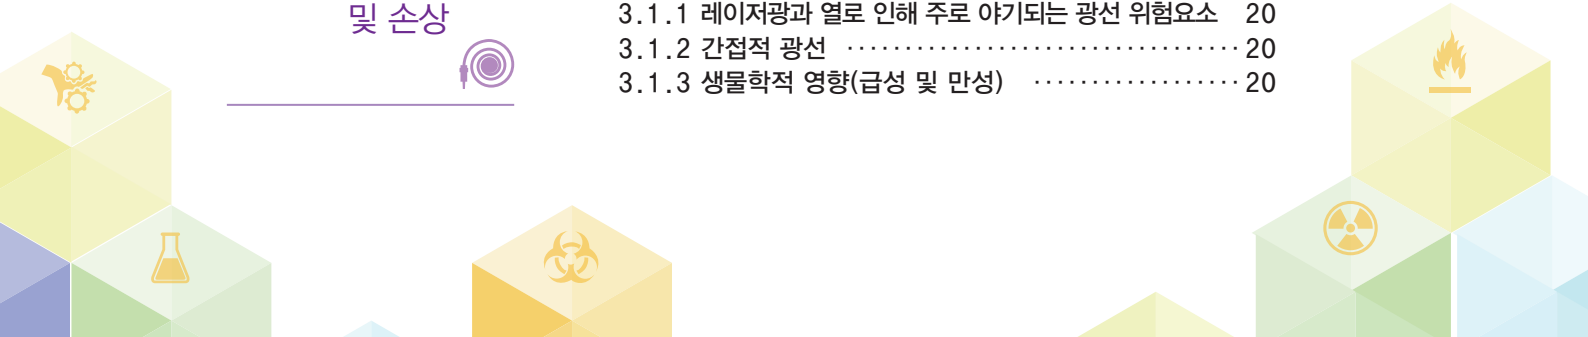 및 손상
3.1.1 레이저광과 열로 인해 주로 야기되는 광선 위험요소 20
3.1.2 간접적 광선 ·································· 20
3.1.3 생물학적 영향(급성 및 만성) ·················· 20